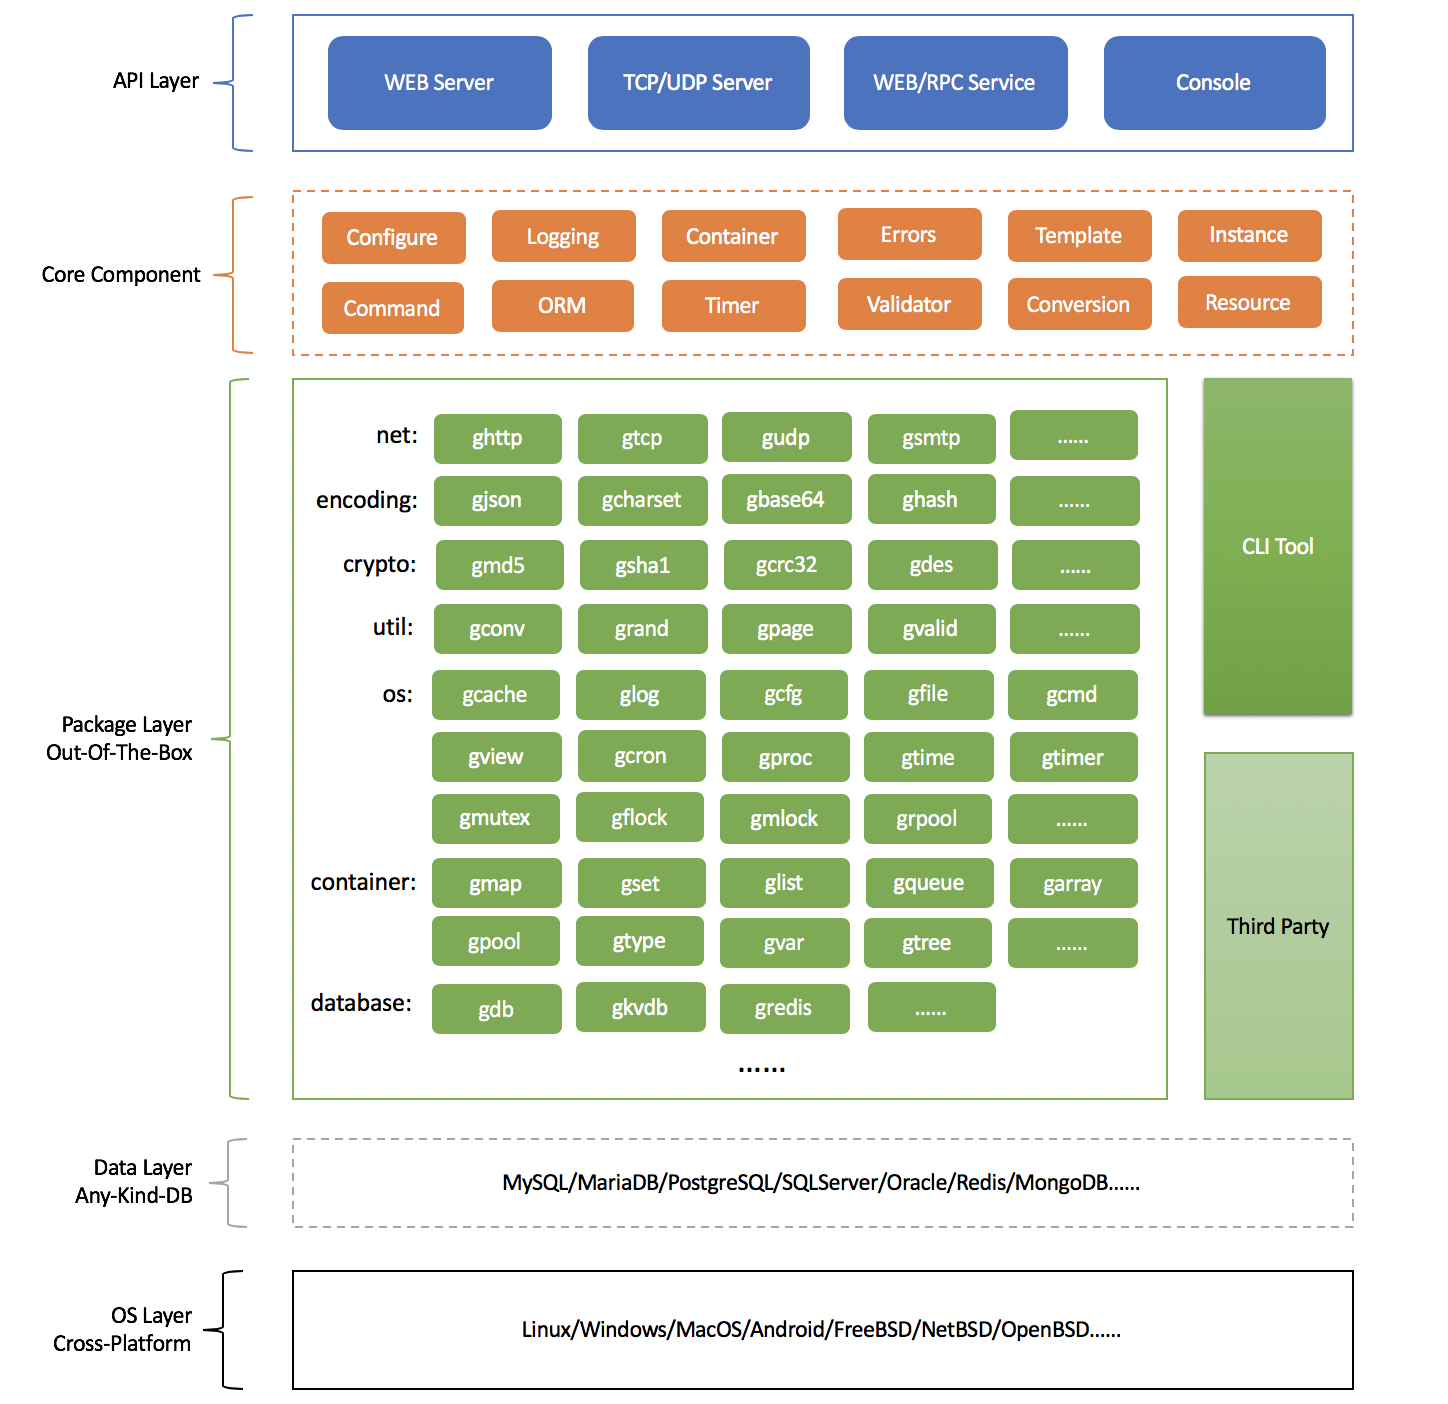 API Layer
WEB Server
TCP/UDP Server
WEB/RPC Service
Console
Core Component
Configure
Logging
Container
Errors
Template
Instance
Command
ORM
Timer
Validator
Conversion
Resource
Package Layer
Out-Of-The-Box
net:
ghttp
gtcp
gudp
gsmtp
......
encoding:
gjson
gcharset
gbase64
ghash
......
crypto:
gmd5
gsha1
gcrc32
gdes
......
util:
gconv
grand
gpage
gvalid
......
os:
gcache
glog
gcfg
gfile
gcmd
gview
gcron
gproc
gtime
gtimer
gmutex
gflock
gmlock
grpool
......
container:
gmap
gset
glist
gqueue
garray
gpool
gtype
gvar
gtree
......
database:
gdb
gkvdb
gredis
......
......
CLI Tool
Third Party
Data Layer
Any-Kind-DB
MySQL/MariaDB/PostgreSQL/SQLServer/Oracle/Redis/MongoDB......
OS Layer
Cross-Platform
Linux/Windows/MacOS/Android/FreeBSD/NetBSD/OpenBSD......